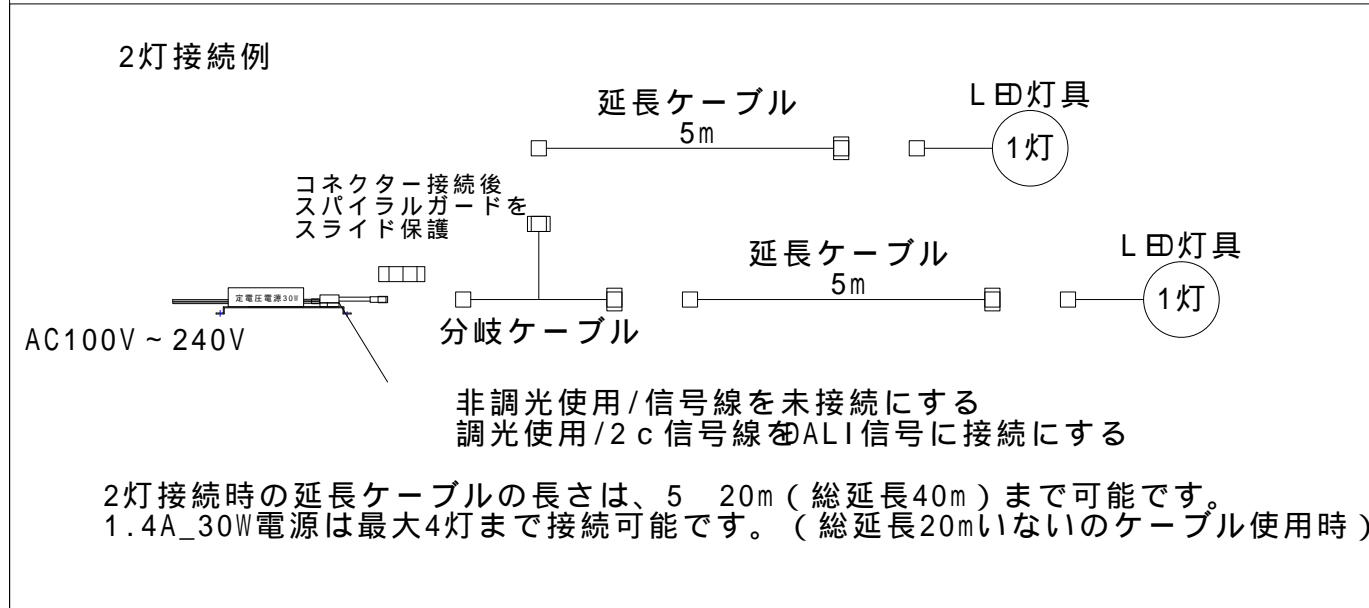 2灯接続例
延長ケーブル
5m
LED灯具
1灯
コネクター接続後
スパイラルガードを
スライド保護
延長ケーブル
5m
LED灯具
1灯
定電圧電源30W
分岐ケーブル
AC100V~240V
非調光使用/信号線を未接続にする
調光使用/2c信号線をDALI信号に接続にする
2灯接続時の延長ケーブルの長さは、5 20m(総延長40m)まで可能です。
1.4A_30W電源は最大4灯まで接続可能です。(総延長20mいないのケーブル使用時)